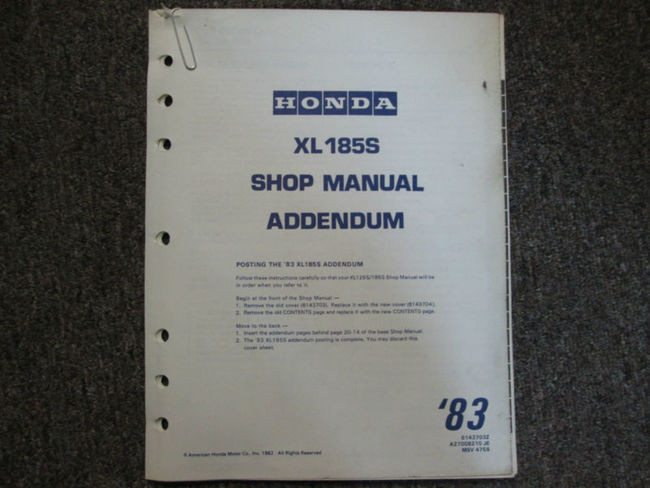 HONDA
XL185S
SHOP MANUAL
ADDENDUM
POSTING THE '83 XL185S ADDENDUM
Follow these instructions carefully so that your XL125S/185S Shop Manual will be
in order when you refer to it.
Begin at the front of the Shop Manual —
1. Remove the old cover (6143703). Replace it with the new cover (6143704).
2. Remove the old CONTENTS page and replace it with the new CONTENTS page.
Move to the back —
1. Insert the addendum pages behind page 20-14 of the base Shop Manual.
2. The '83 XL185S addendum posting is complete. You may discard this
cover sheet.
'83
6143703Z
A27008210 JE
MSV 4759
© American Honda Motor Co., Inc. 1982 - All Rights Reserved